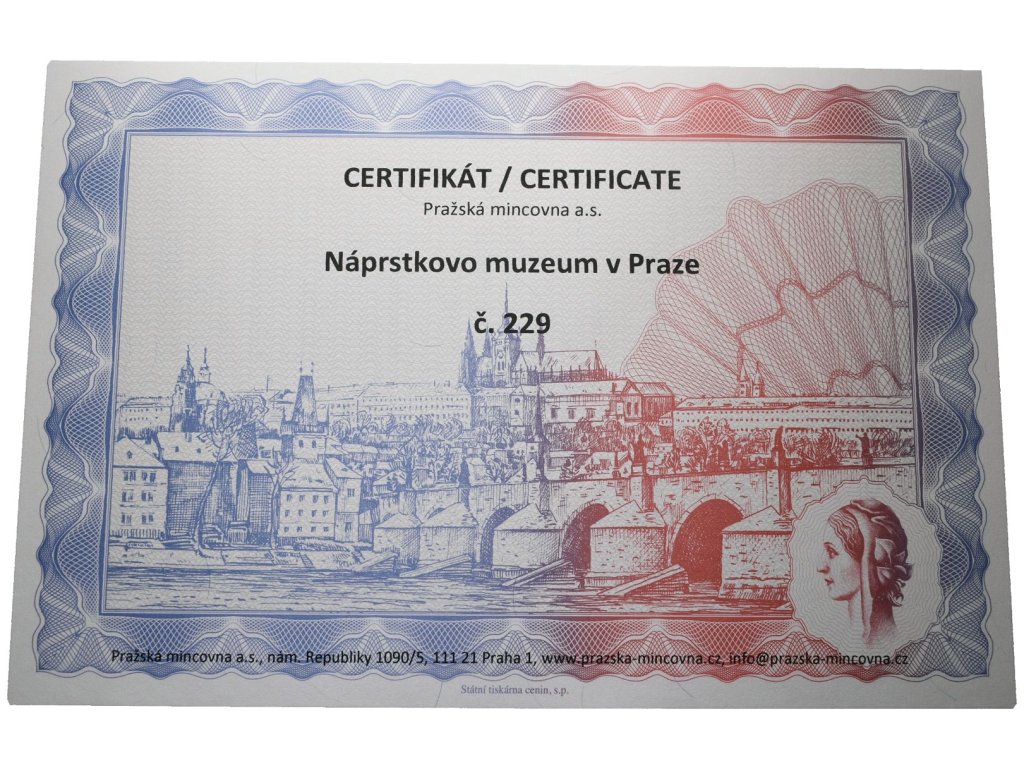 CERTIFIKÁT / CERTIFICATE
Pražská mincovna a.s.
Náprstkovo muzeum v Praze
č. 229
Pražská mincovna a.s., nám. Republiky 1090/5, 111 21 Praha 1, www.prazska-mincovna.cz, info@prazska-mincovna.cz
Státní tiskárna cenin, s.p.